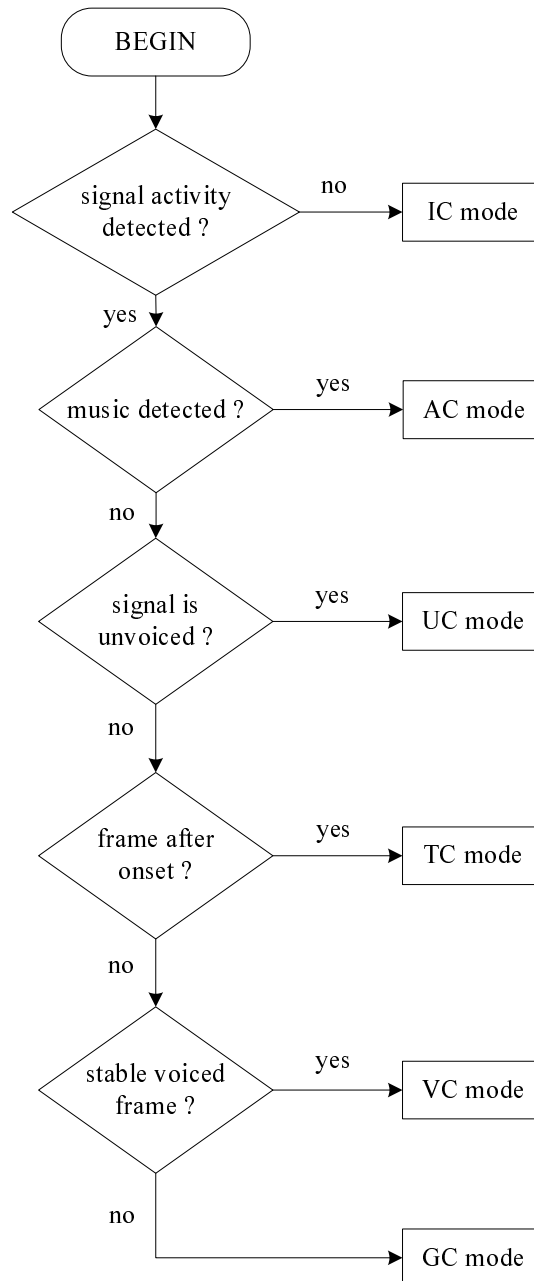 BEGIN
signal activity
detected ?
no
IC mode
yes
music detected ?
yes
AC mode
no
signal is
unvoiced ?
yes
UC mode
no
frame after
onset ?
yes
TC mode
no
stable voiced
frame ?
yes
VC mode
no
GC mode